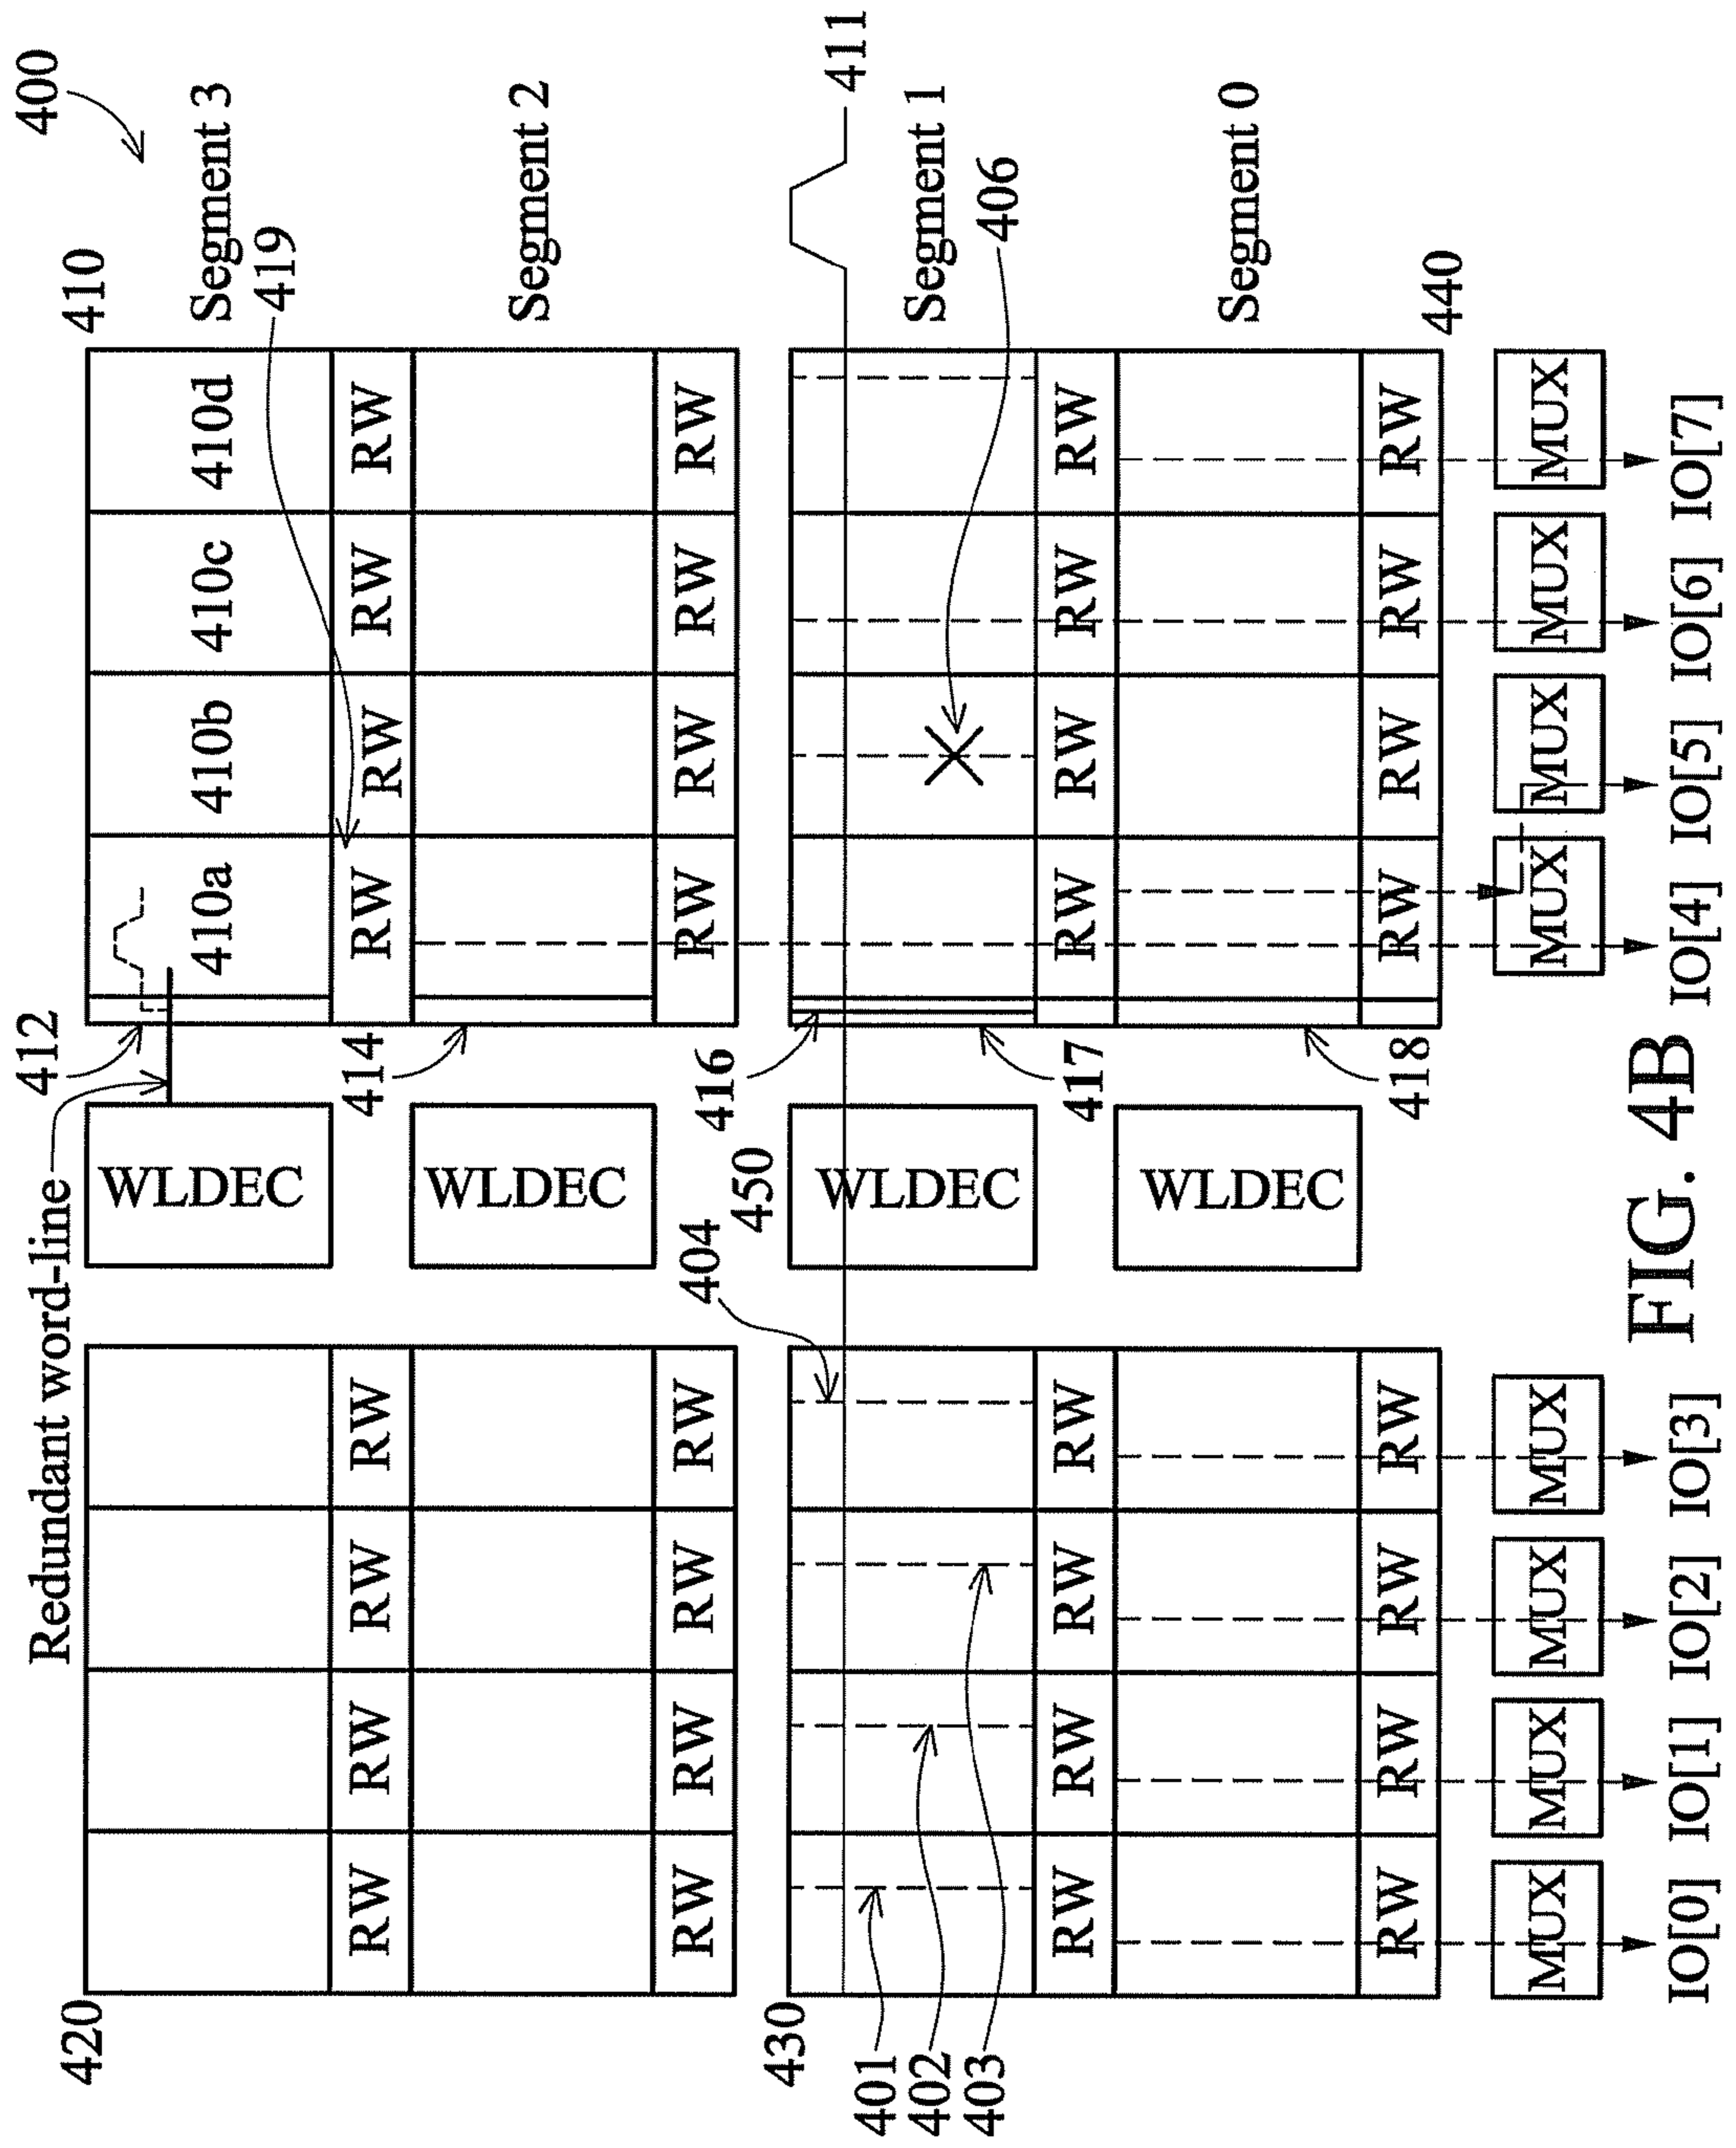 400
420
Redundant word-line
412
410
WLDEC
410a
410b
410c
410d
Segment 3
419
RW
RW
RW
RW
RW
RW
RW
RW
414
WLDEC
Segment 2
RW
RW
RW
RW
RW
RW
RW
RW
430
404
450
416
411
WLDEC
Segment 1
406
401
402
403
417
RW
RW
RW
RW
RW
RW
RW
RW
WLDEC
Segment 0
418
440
RW
RW
RW
RW
RW
RW
RW
RW
MUX
MUX
MUX
MUX
MUX
MUX
MUX
MUX
IO[0]
IO[1]
IO[2]
IO[3]
IO[4]
IO[5]
IO[6]
IO[7]
FIG. 4B